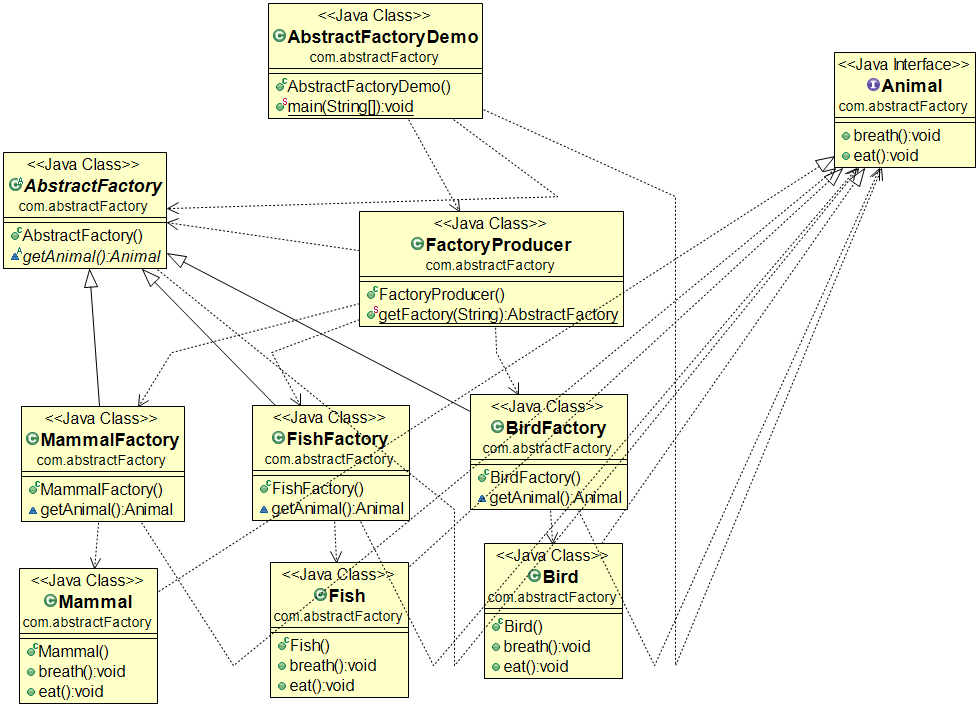 <<Java Class>>
AbstractFactoryDemo
com.abstractFactory
AbstractFactoryDemo()
main(String[]):void
<<Java Interface>>
Animal
com.abstractFactory
breath():void
eat():void
<<Java Class>>
AbstractFactory
com.abstractFactory
AbstractFactory()
getAnimal():Animal
<<Java Class>>
FactoryProducer
com.abstractFactory
FactoryProducer()
getFactory(String):AbstractFactory
<<Java Class>>
MammalFactory
com.abstractFactory
MammalFactory()
getAnimal():Animal
<<Java Class>>
FishFactory
com.abstractFactory
FishFactory()
getAnimal():Animal
<<Java Class>>
BirdFactory
com.abstractFactory
BirdFactory()
getAnimal():Animal
<<Java Class>>
Mammal
com.abstractFactory
Mammal()
breath():void
eat():void
<<Java Class>>
Fish
com.abstractFactory
Fish()
breath():void
eat():void
<<Java Class>>
Bird
com.abstractFactory
Bird()
breath():void
eat():void